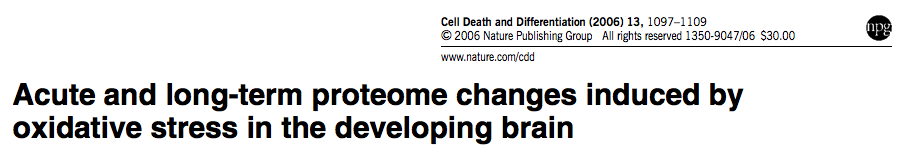 Cell Death and Differentiation (2006) 13, 1097–1109
© 2006 Nature Publishing Group All rights reserved 1350-9047/06 $30.00
npg
www.nature.com/cdd
Acute and long-term proteome changes induced by
oxidative stress in the developing brain